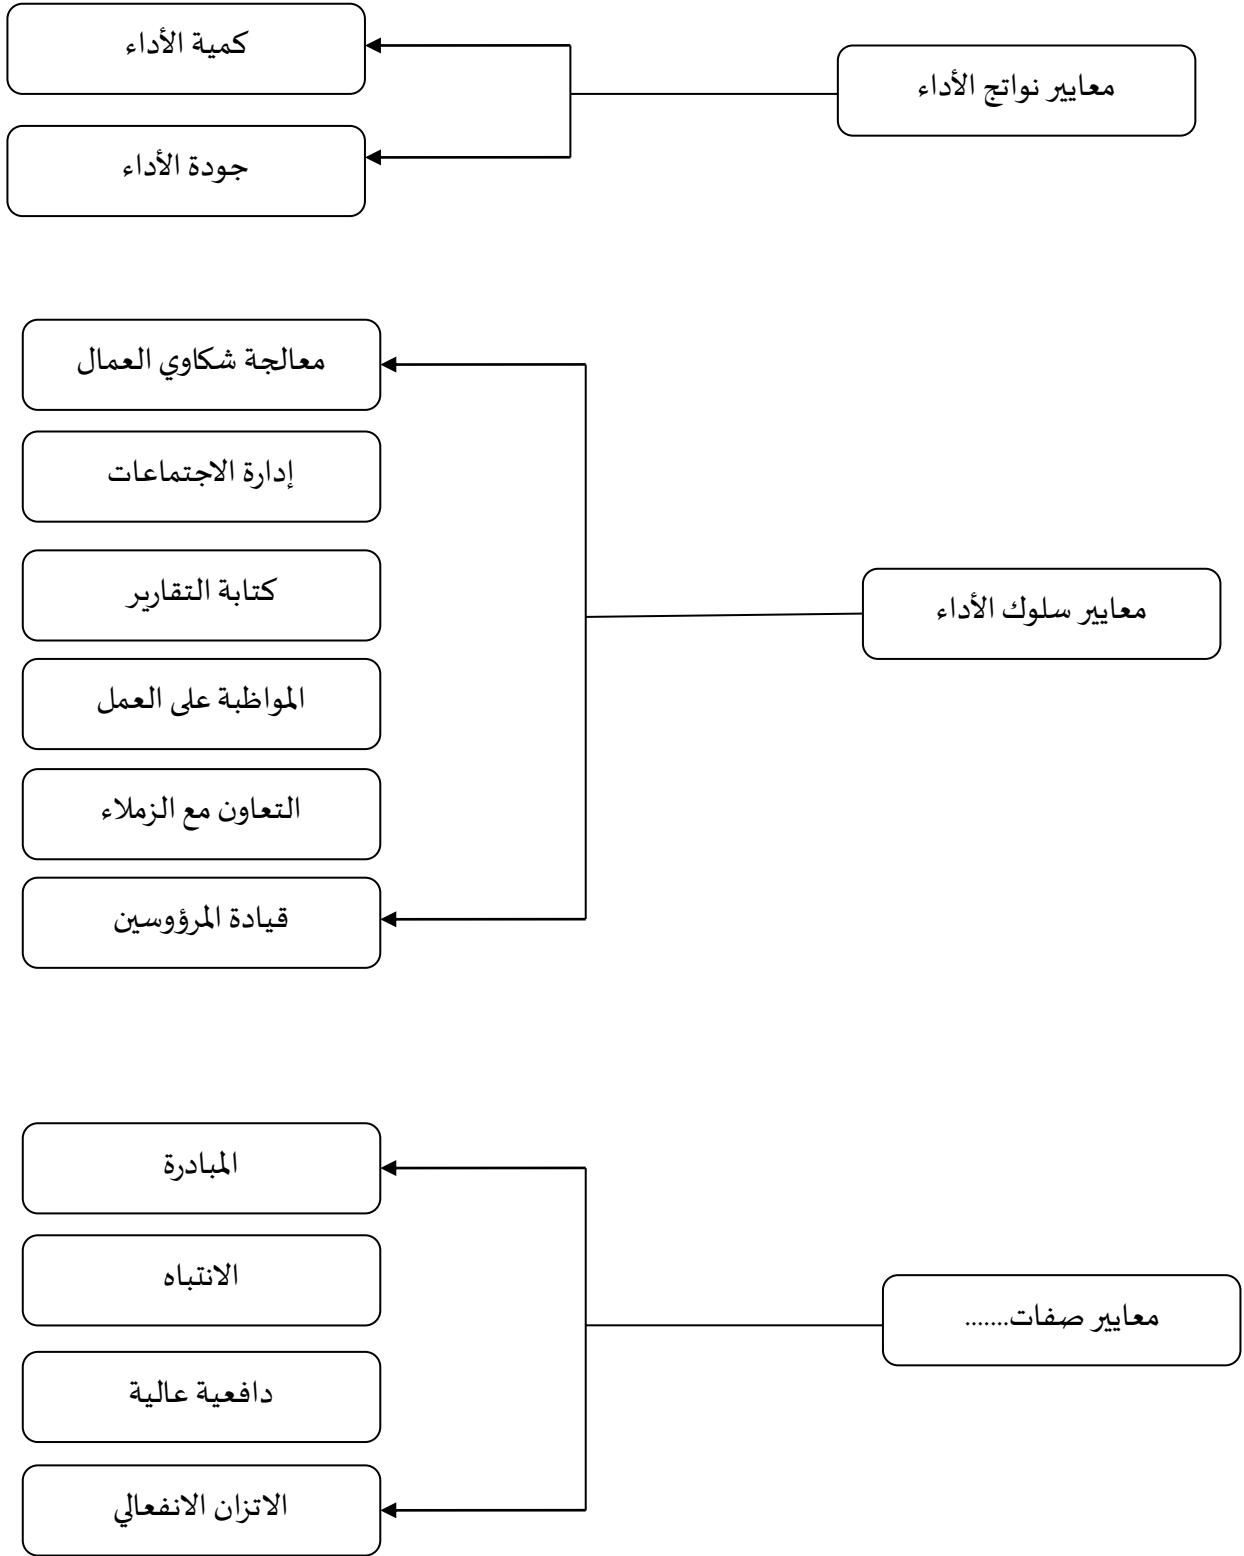 معايير نواتج الأداء
كمية الأداء
جودة الأداء
معايير سلوك الأداء
معالجة شكاوي العمال
إدارة الاجتماعات
كتابة التقارير
المواظبة على العمل
التعاون مع الزملاء
قيادة المرؤوسين
معايير صفات.......
المبادرة
الانتباه
دافعية عالية
الاتزان الانفعالي